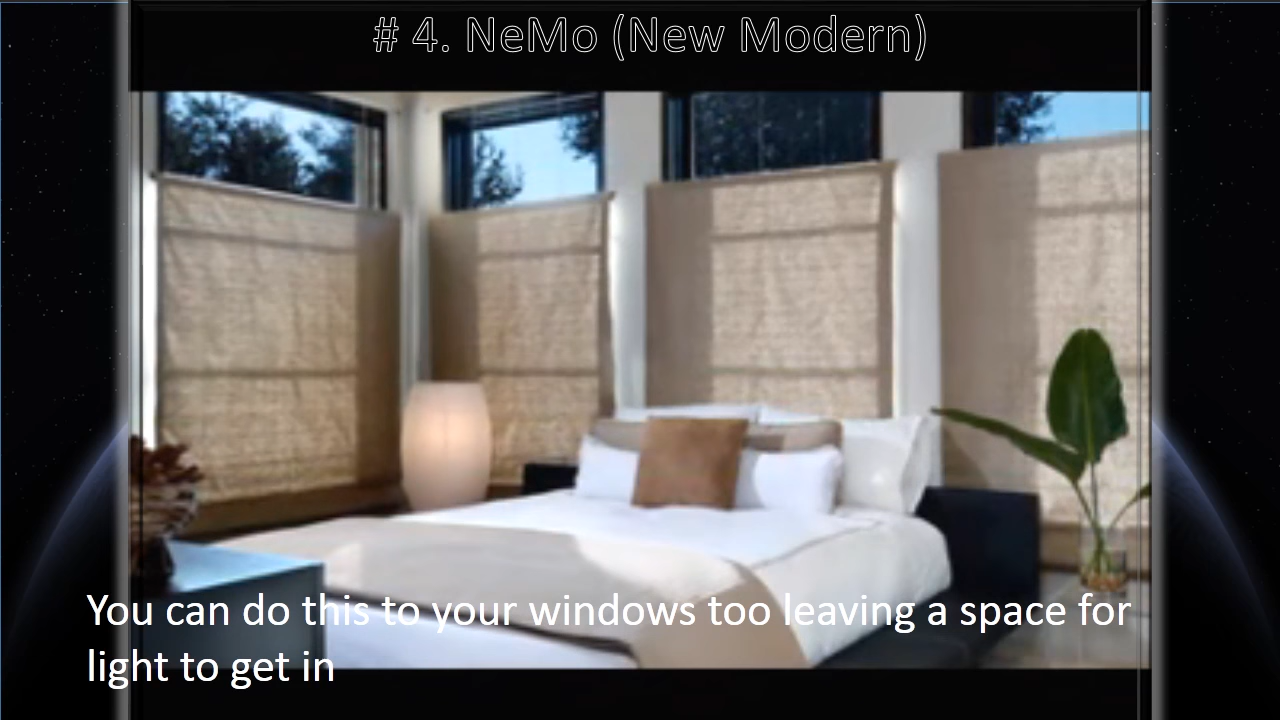 # 4. NeMo (New Modern)
You can do this to your windows too leaving a space for
light to get in